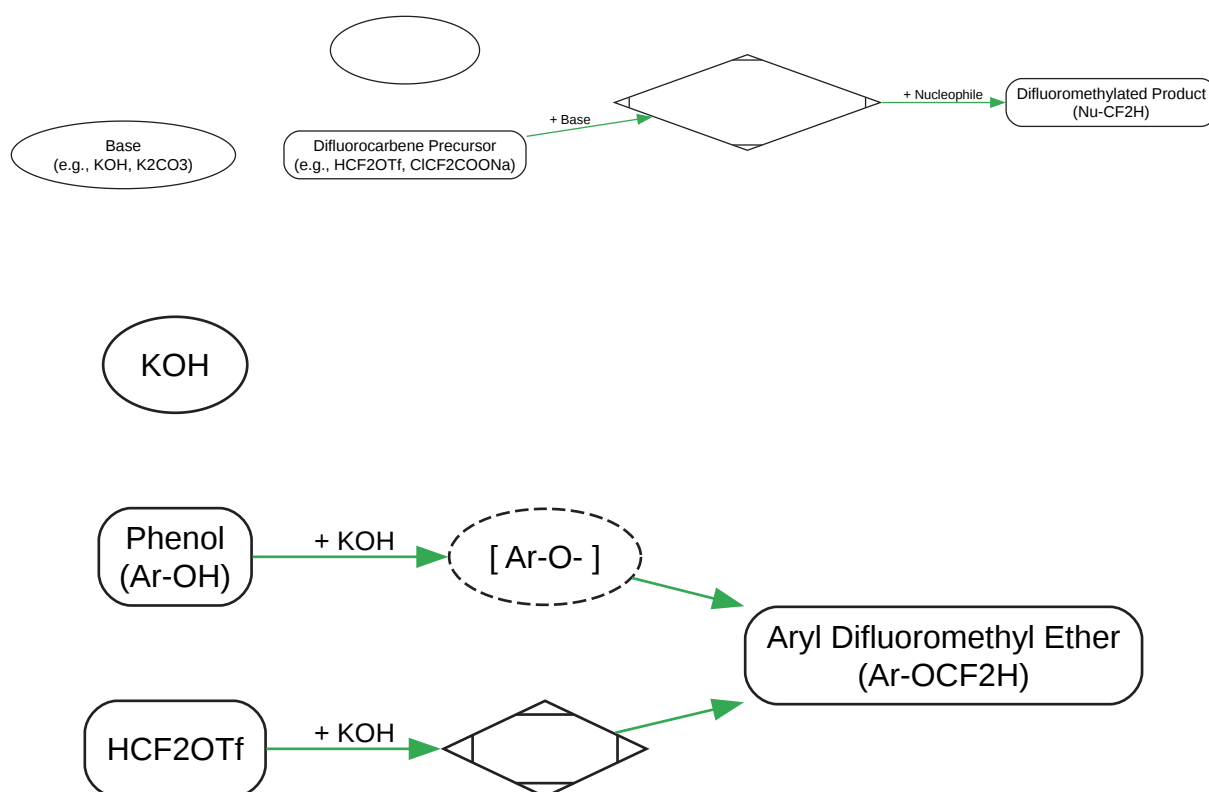 + Nucleophile
Difluoromethylated Product
(Nu-CF2H)
+ Base
Base
(e.g., KOH, K2CO3)
Difluorocarbene Precursor
(e.g., HCF2OTf, ClCF2COONa)
KOH
Phenol
(Ar-OH)
+ KOH
[ Ar-O- ]
Aryl Difluoromethyl Ether
(Ar-OCF2H)
HCF2OTf
+ KOH